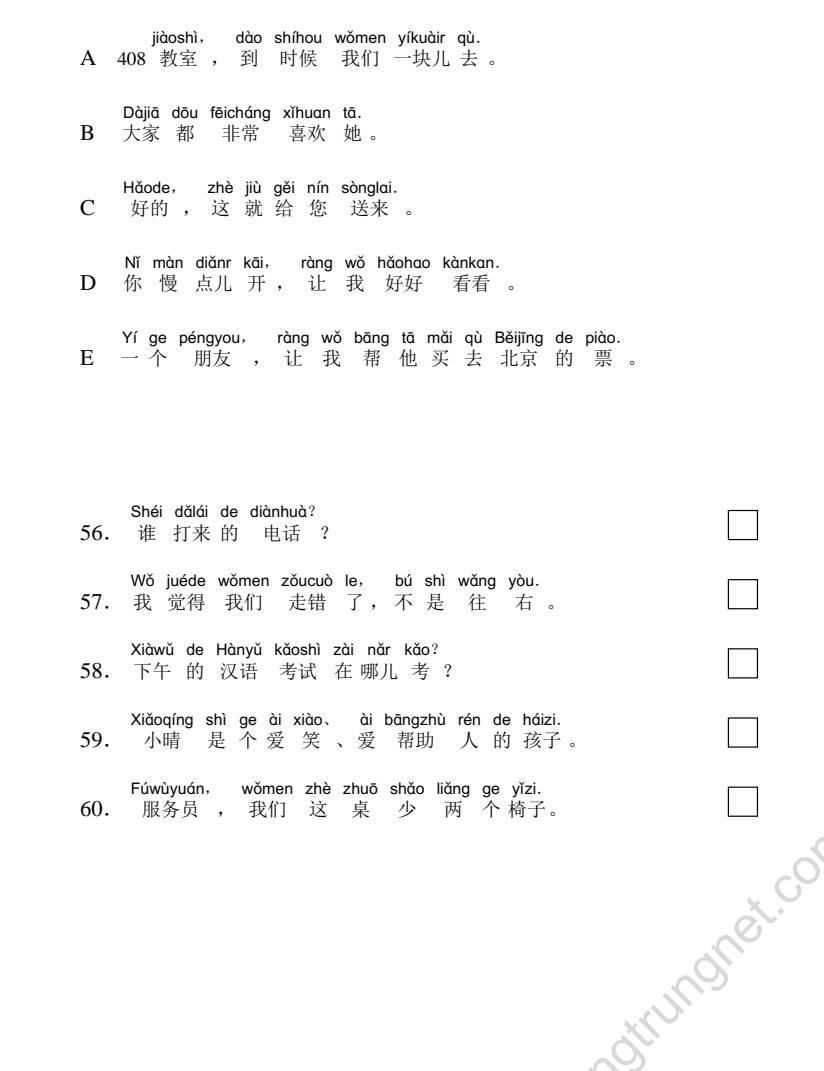 jiàoshì， dào shíhou wǒmen yíkuàir qù.
A 408 教室 ， 到 时候 我们 一块儿 去 。
Dàjiā dōu fēicháng xǐhuan tā.
B 大家 都 非常 喜欢 她 。
Hǎode， zhè jiù gěi nín sònglai.
C 好的 ， 这 就 给 您 送来 。
Nǐ màn diǎnr kāi， ràng wǒ hǎohao kànkan.
D 你 慢 点儿 开 ， 让 我 好好 看看 。
Yí ge péngyou， ràng wǒ bāng tā mǎi qù Běijīng de piào.
E 一 个 朋友 ， 让 我 帮 他 买 去 北京 的 票 。
Shéi dǎlái de diànhuà？
56． 谁 打来 的 电话 ？
Wǒ juéde wǒmen zǒucuò le， bú shì wǎng yòu.
57． 我 觉得 我们 走错 了 ， 不 是 往 右 。
Xiàwǔ de Hànyǔ kǎoshì zài nǎr kǎo？
58． 下午 的 汉语 考试 在 哪儿 考 ？
Xiǎoqíng shì ge ài xiào、 ài bāngzhù rén de háizi.
59． 小晴 是 个 爱 笑 、爱 帮助 人 的 孩子 。
Fúwùyuán， wǒmen zhè zhuō shǎo liǎng ge yǐzi.
60． 服务员 ， 我们 这 桌 少 两 个 椅子。